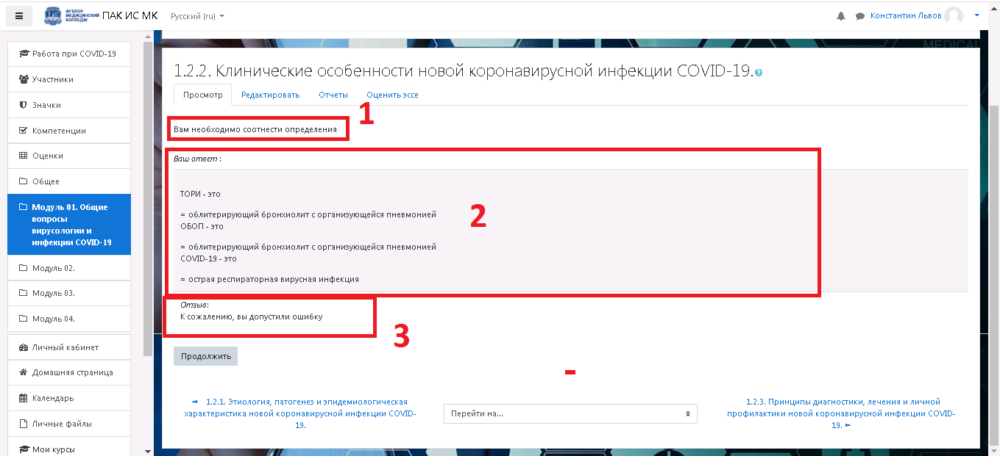 ФГБПОУ
МЕДИЦИНСКИЙ
КОЛЛЕДЖ
ПАК ИС МК
Русский (ru)
Константин Львов
MEDICAL
Работа при COVID-19
Участники
Значки
Компетенции
Оценки
Общее
Модуль 01. Общие
вопросы
вирусологии и
инфекции COVID-19
Модуль 02.
Модуль 03.
Модуль 04.
Личный кабинет
Домашняя страница
Календарь
Личные файлы
Мои курсы
1.2.2. Клинические особенности новой коронавирусной инфекции COVID-19.
Просмотр Редактировать Отчеты Оценить эссе
1
Вам необходимо соотнести определения
Ваш ответ :
ТОРИ - это
= облитерирующий бронхиолит с организующейся пневмонией
ОБОП - это
= облитерирующий бронхиолит с организующейся пневмонией
COVID-19 - это
= острая респираторная вирусная инфекция
2
Отзыв:
К сожалению, вы допустили ошибку
3
Продолжить
-
◄ 1.2.1. Этиология, патогенез и эпидемиологическая
характеристика новой коронавирусной инфекции COVID-
19.
Перейти на...
1.2.3. Принципы диагностики, лечения и личной
профилактики новой коронавирусной инфекции COVID-
19. ►